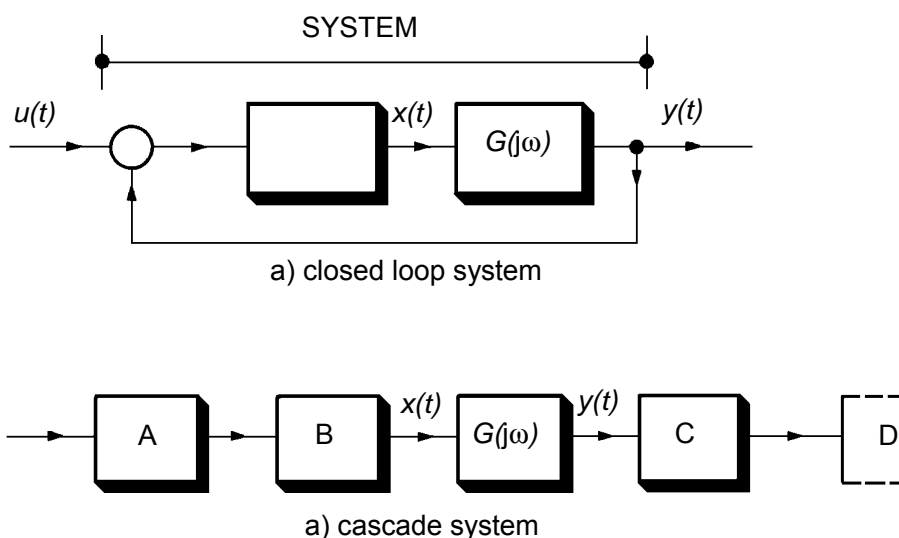 SYSTEM
u(t) x(t) y(t)
G(jω)
a) closed loop system
x(t) y(t)
A B G(jω) C D
a) cascade system